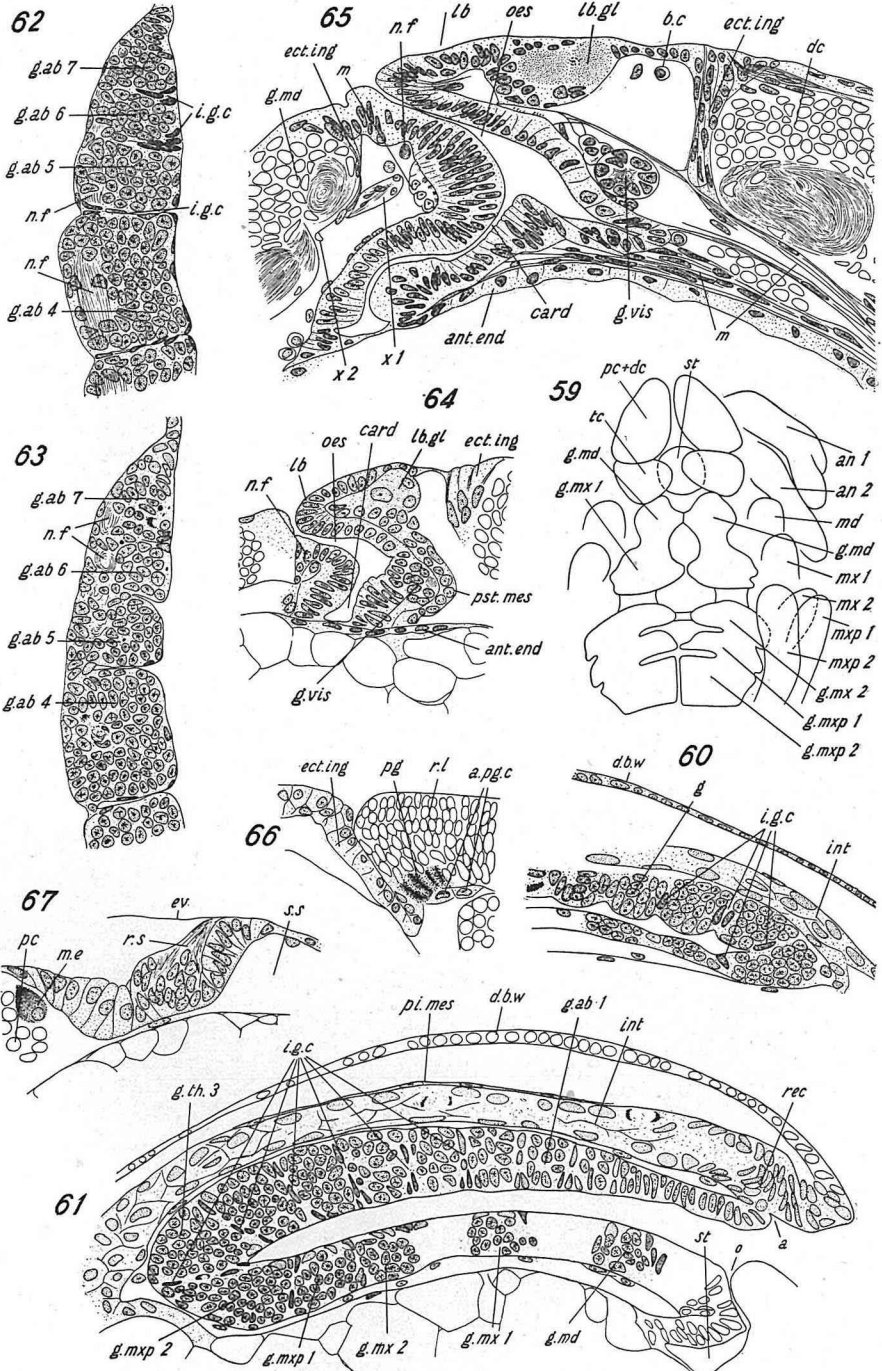 62
g.ab 7
g.ab 6
i.g.c
g.ab 5
n.f
i.g.c
n.f
g.ab 4
65
lb
n.f
oes
lb.gl
b.c
ect.ing
dc
ect.ing
m
g.md
x 2
x 1
ant.end
card
g.vis
m
63
g.ab 7
n.f
g.ab 6
g.ab 5
g.ab 4
64
card
oes
lb.gl
ect.ing
lb
n.f
pst.mes
ant.end
g.vis
59
pc+dc
st
tc
g.md
g.mx 1
an 1
an 2
md
g.md
mx 1
mx 2
mxp 1
mxp 2
g.mx 2
g.mxp 1
g.mxp 2
66
ect.ing
pg
r.l
a.pg.c
60
d.b.w
g
i.g.c
int
67
ev
s.s
r.s
pc
m.e
61
pl.mes
d.b.w
g.ab 1
int
i.g.c
g.th.3
rec
a
o
st
g.mxp 2
g.mxp 1
g.mx 2
g.mx 1
g.md